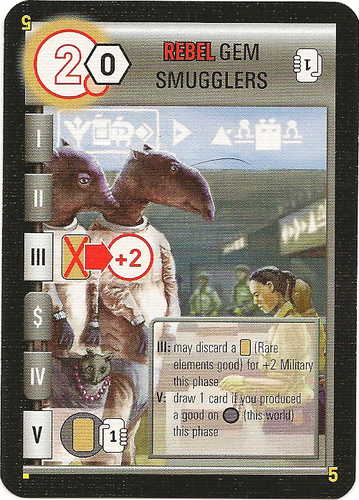 5
2 0
REBEL GEM
SMUGGLERS
1
I
II
III
X +2
$
IV
V
1
III: may discard a (Rare
elements good) for +2 Military
this phase
V: draw 1 card if you produced
a good on (this world)
this phase
5